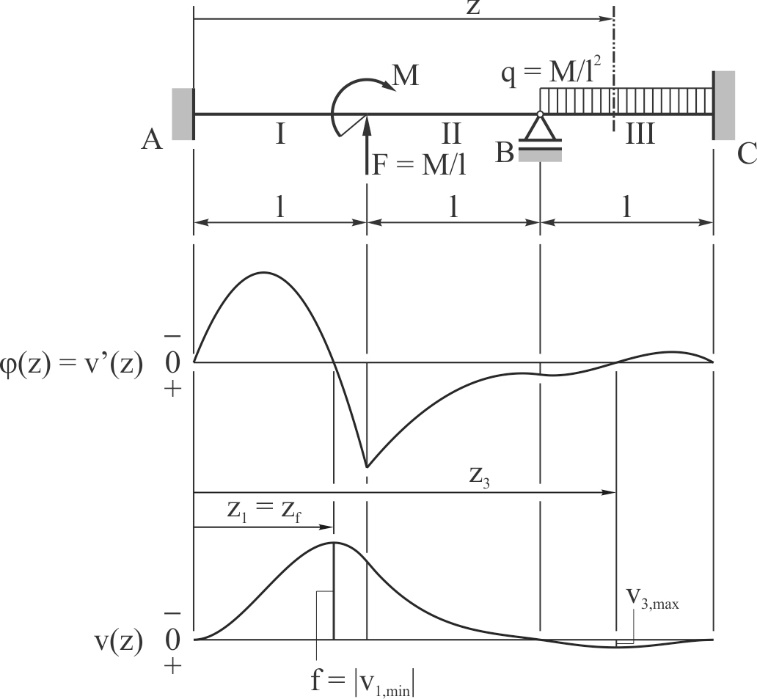 z
M
q = M/l²
A
I
II
B
III
C
F = M/l
l
l
l
−
φ(z) = v’(z) 0
+
z₃
z₁ = z_f
−
v(z) 0
+
v₃,max
f = |v₁,min|